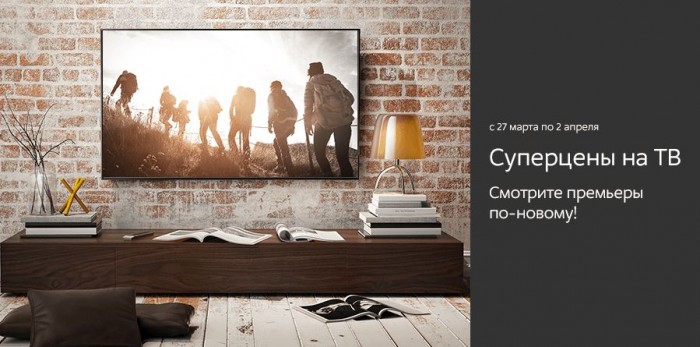 с 27 марта по 2 апреля
Суперцены на ТВ
Смотрите премьеры
по-новому!